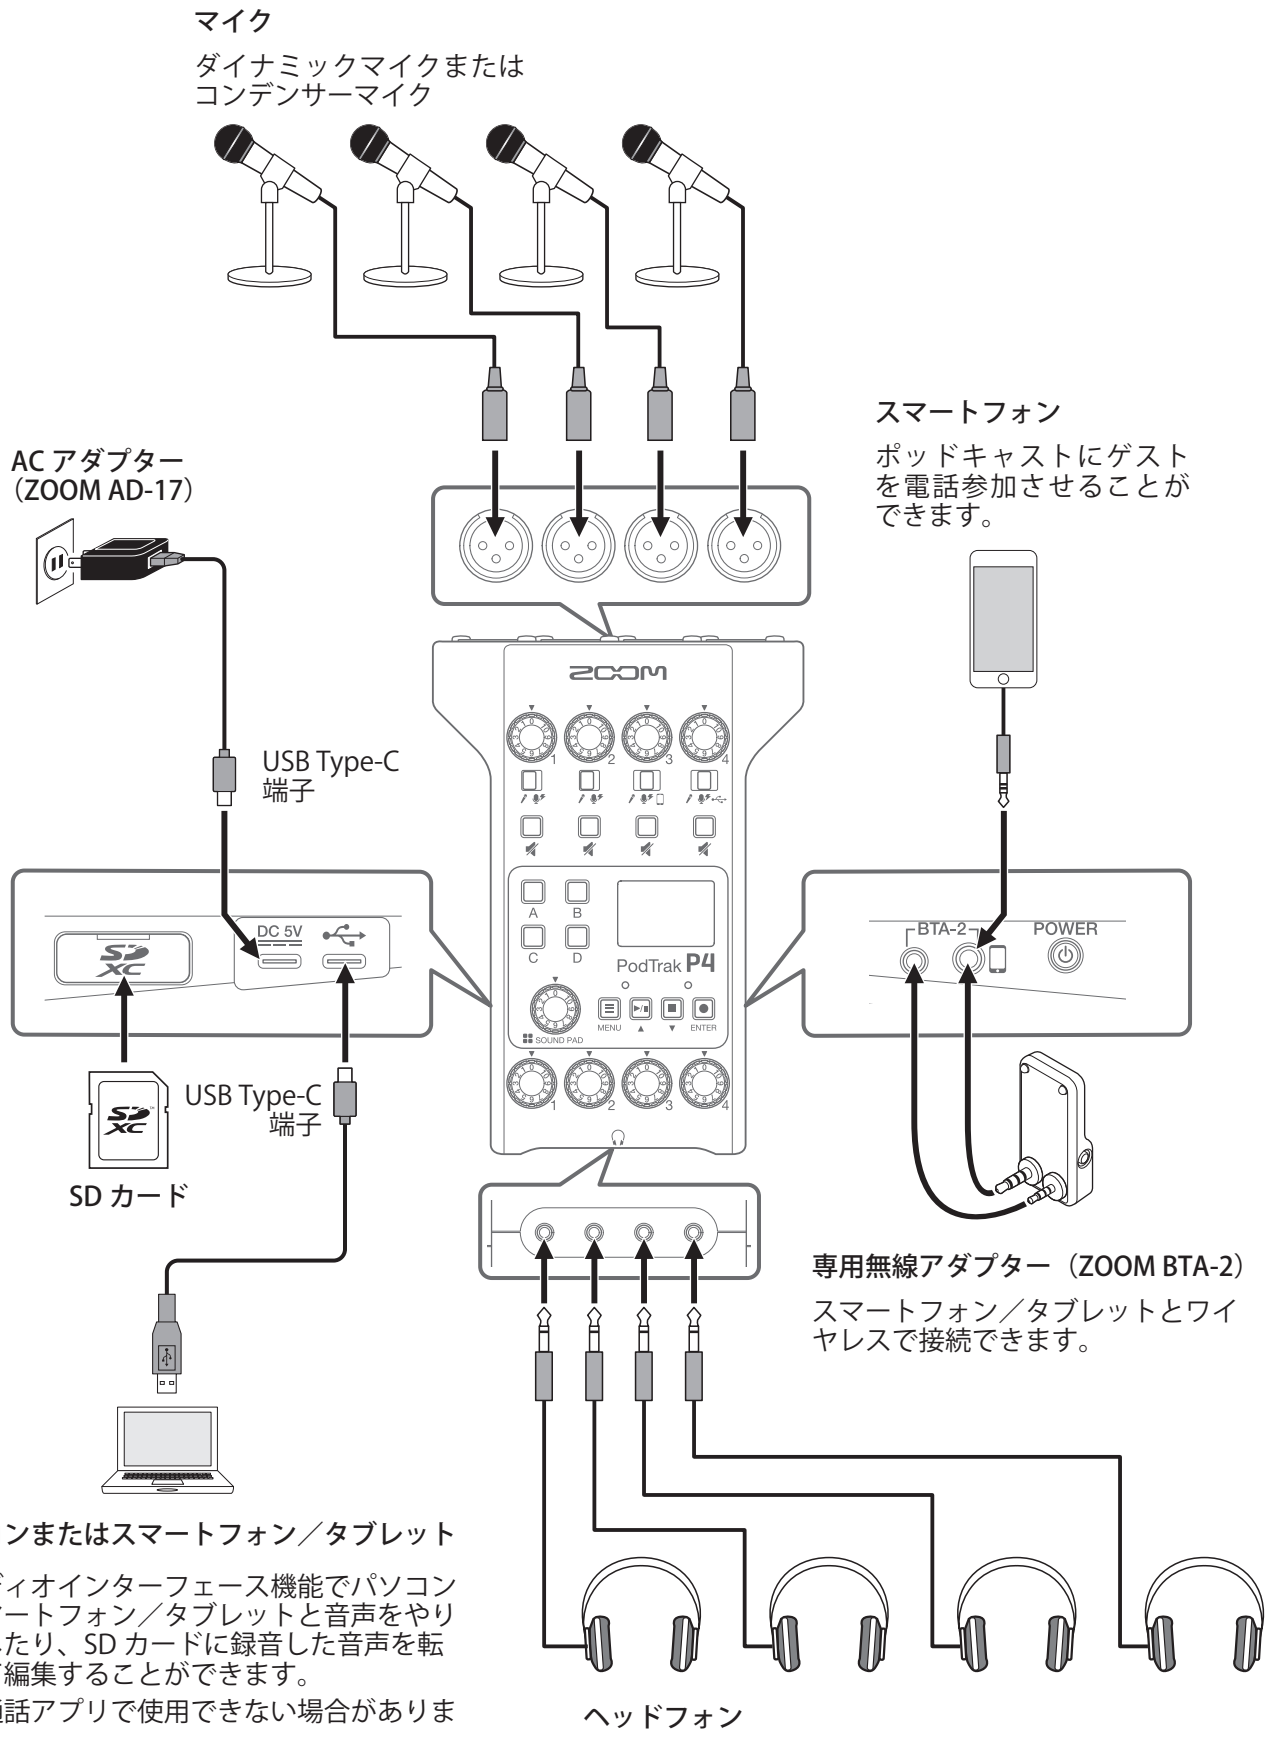 マイク
ダイナミックマイクまたは
コンデンサーマイク
スマートフォン
ポッドキャストにゲスト
を電話参加させることが
できます。
AC アダプター
（ZOOM AD-17）
USB Type-C
端子
ZOOM
1 2 3 4
A B
C D
PodTrak P4
MENU ▲ ▼ ENTER
SOUND PAD
1 2 3 4
DC 5V
SD
XC
BTA-2
POWER
SD
XC
USB Type-C
端子
SD カード
専用無線アダプター（ZOOM BTA-2）
スマートフォン／タブレットとワイ
ヤレスで接続できます。
ンまたはスマートフォン／タブレット
ディオインターフェース機能でパソコン
ートフォン／タブレットと音声をやり
たり、SD カードに録音した音声を転
編集することができます。
話アプリで使用できない場合がありま
ヘッドフォン